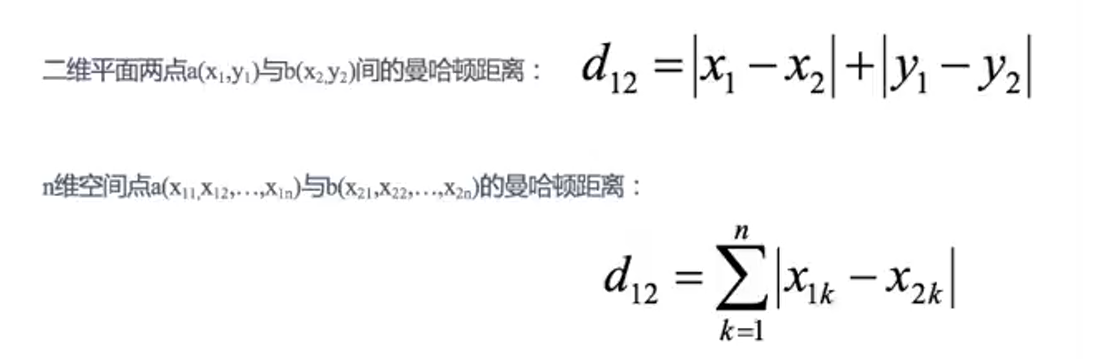 二维平面两点a(x₁,y₁)与b(x₂,y₂)间的曼哈顿距离： d₁₂ = |x₁ − x₂| + |y₁ − y₂|
n维空间点a(x₁₁,x₁₂,…,x₁ₙ)与b(x₂₁,x₂₂,…,x₂ₙ)的曼哈顿距离：
d₁₂ = ∑ₖ₌₁ⁿ |x₁ₖ − x₂ₖ|